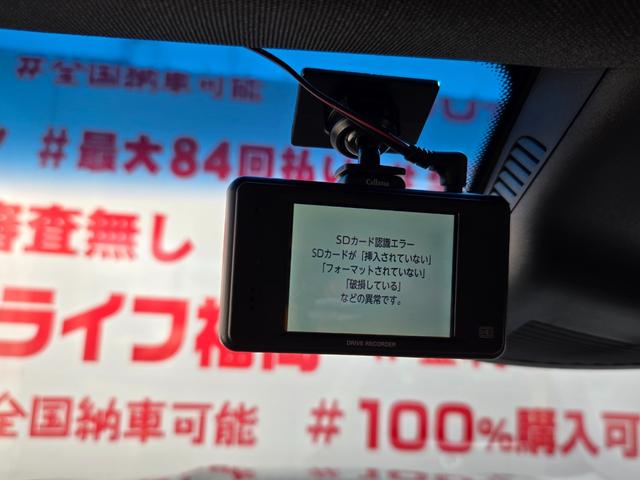 #全国納車可能
#最大84回払い
審査無し
Cellstar
SDカード認識エラー
SDカードが「挿入されていない」
「フォーマットされていない」
「破損している」
などの異常です。
DRIVE RECORDER
ライフ福岡
全国納車可能
#100%購入可